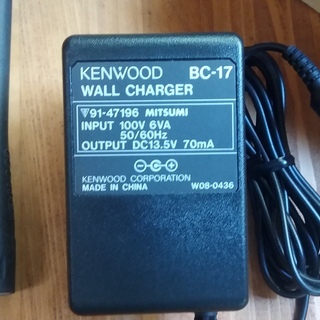 KENWOOD BC-17
WALL CHARGER
▽91-47196 MITSUMI
INPUT 100V 6VA
50/60Hz
OUTPUT DC13.5V 70mA
KENWOOD CORPORATION
MADE IN CHINA W08-0436